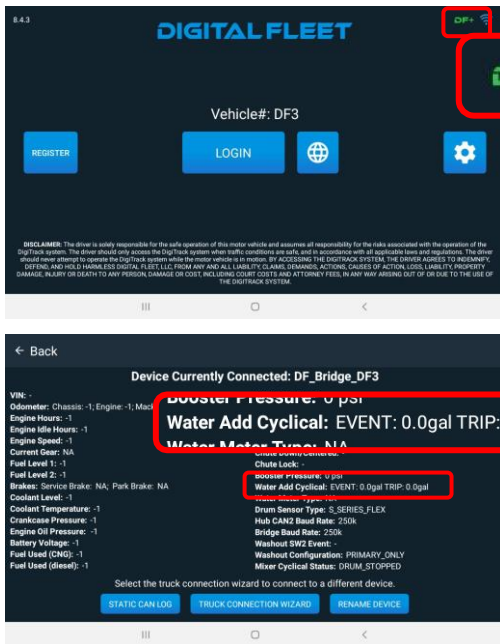 8.4.3
DIGITAL FLEET
DF+
Vehicle#: DF3
REGISTER
LOGIN
DISCLAIMER: The driver is solely responsible for the safe operation of this motor vehicle and assumes all responsibility for the risks associated with the operation of the
DigiTrack system. The driver should only access the DigiTrack system when traffic conditions are safe, and in accordance with all applicable laws and regulations. The driver
should never attempt to operate the DigiTrack system while the motor vehicle is in motion. BY ACCESSING THE DIGITRACK SYSTEM, THE DRIVER AGREES TO INDEMNIFY,
DEFEND, AND HOLD HARMLESS DIGITAL FLEET, LLC, FROM ANY AND ALL LIABILITY, CLAIMS, DEMANDS, ACTIONS, CAUSES OF ACTION, LOSS, LIABILITY, PROPERTY
DAMAGE, INJURY OR DEATH TO ANY PERSON, DAMAGE OR COST, INCLUDING COURT COSTS AND ATTORNEY FEES, IN ANY WAY ARISING OUT OF OR DUE TO THE USE OF
THE DIGITRACK SYSTEM.
← Back
Device Currently Connected: DF_Bridge_DF3
VIN: -
Odometer: Chassis: -1; Engine: -1; Mack
Engine Hours: -1
Engine Idle Hours: -1
Engine Speed: -1
Current Gear: NA
Fuel Level 1: -1
Fuel Level 2: -1
Brakes: Service Brake: NA; Park Brake: NA
Coolant Level: -1
Coolant Temperature: -1
Crankcase Pressure: -1
Engine Oil Pressure: -1
Battery Voltage: -1
Fuel Used (CNG): -1
Fuel Used (diesel): -1
Booster Pressure: 0 psi
Water Add Cyclical: EVENT: 0.0gal TRIP:
Water Meter Type: NA
Chute Down/Centered: -
Chute Lock: -
Booster Pressure: 0 psi
Water Add Cyclical: EVENT: 0.0gal TRIP: 0.0gal
Water Meter Type: NA
Drum Sensor Type: S_SERIES_FLEX
Hub CAN2 Baud Rate: 250k
Bridge Baud Rate: 250k
Washout SW2 Event: -
Washout Configuration: PRIMARY_ONLY
Mixer Cyclical Status: DRUM_STOPPED
Select the truck connection wizard to connect to a different device.
STATIC CAN LOG
TRUCK CONNECTION WIZARD
RENAME DEVICE